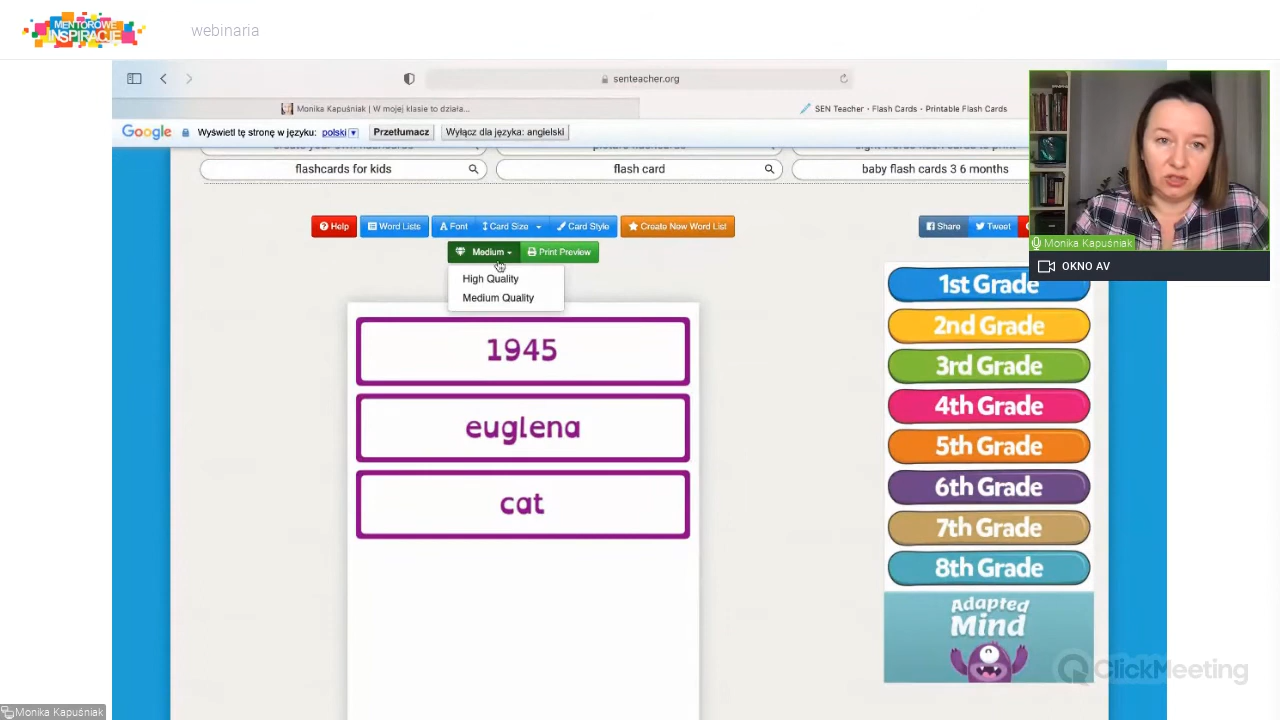 MENTOROWE
INSPIRACJE
webinaria
senteacher.org
Monika Kapuśniak | W mojej klasie to działa...
SEN Teacher · Flash Cards · Printable Flash Cards
Google Wyświetl tę stronę w języku: polski Przetłumacz Wyłącz dla języka: angielski
flashcards for kids
flash card
baby flash cards 3 6 months
Help Word Lists Font Card Size Card Style Create New Word List
Share Tweet
Medium Print Preview
High Quality
Medium Quality
1945
euglena
cat
Monika Kapuśniak
OKNO AV
1st Grade
2nd Grade
3rd Grade
4th Grade
5th Grade
6th Grade
7th Grade
8th Grade
Adapted
Mind
ClickMeeting
Monika Kapuśniak